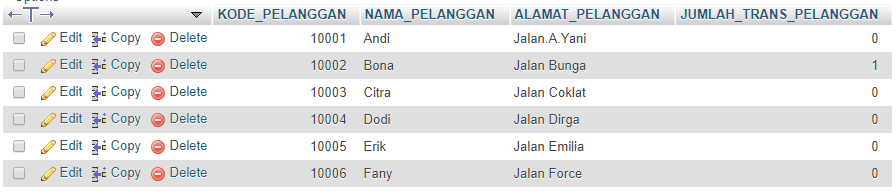 KODE_PELANGGAN NAMA_PELANGGAN ALAMAT_PELANGGAN JUMLAH_TRANS_PELANGGAN
Edit Copy Delete 10001 Andi Jalan.A.Yani 0
Edit Copy Delete 10002 Bona Jalan Bunga 1
Edit Copy Delete 10003 Citra Jalan Coklat 0
Edit Copy Delete 10004 Dodi Jalan Dirga 0
Edit Copy Delete 10005 Erik Jalan Emilia 0
Edit Copy Delete 10006 Fany Jalan Force 0